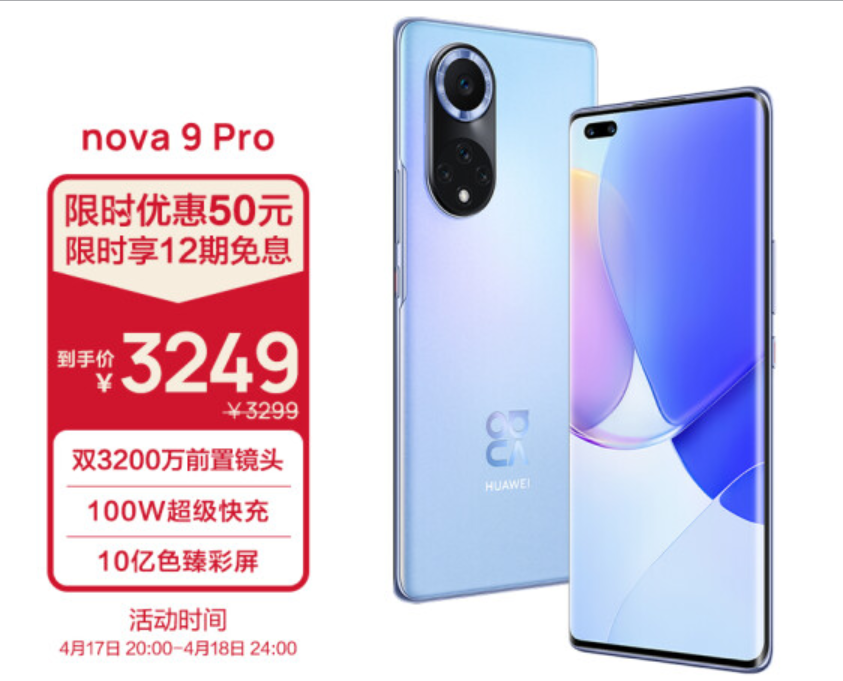 nova 9 Pro
限时优惠50元
限时享12期免息
到手价
¥3249
¥3299
双3200万前置镜头
100W超级快充
10亿色臻彩屏
活动时间
4月17日 20:00-4月18日 24:00
HUAWEI